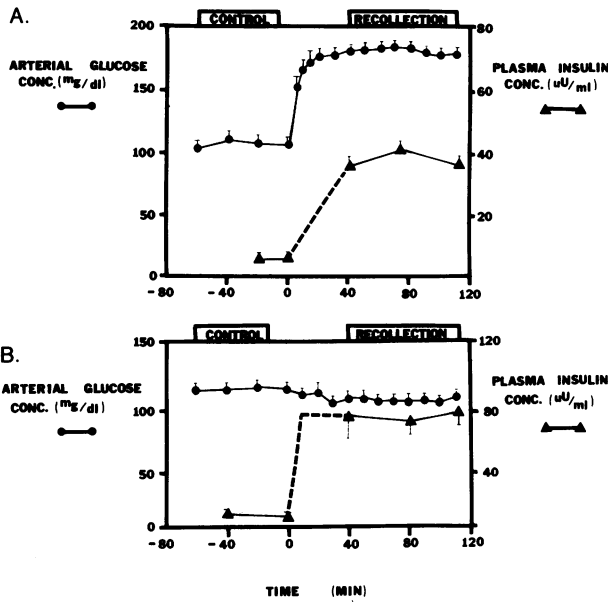 A.
CONTROL
RECOLLECTION
ARTERIAL GLUCOSE
CONC. (mg/dl)
200
150
100
50
0
80
60
40
20
PLASMA INSULIN
CONC. (uU/ml)
-80
-40
0
40
80
120
B.
CONTROL
RECOLLECTION
ARTERIAL GLUCOSE
CONC. (mg/dl)
150
100
50
0
120
80
40
0
PLASMA INSULIN
CONC. (uU/ml)
-80
-40
0
40
80
120
TIME (MIN)